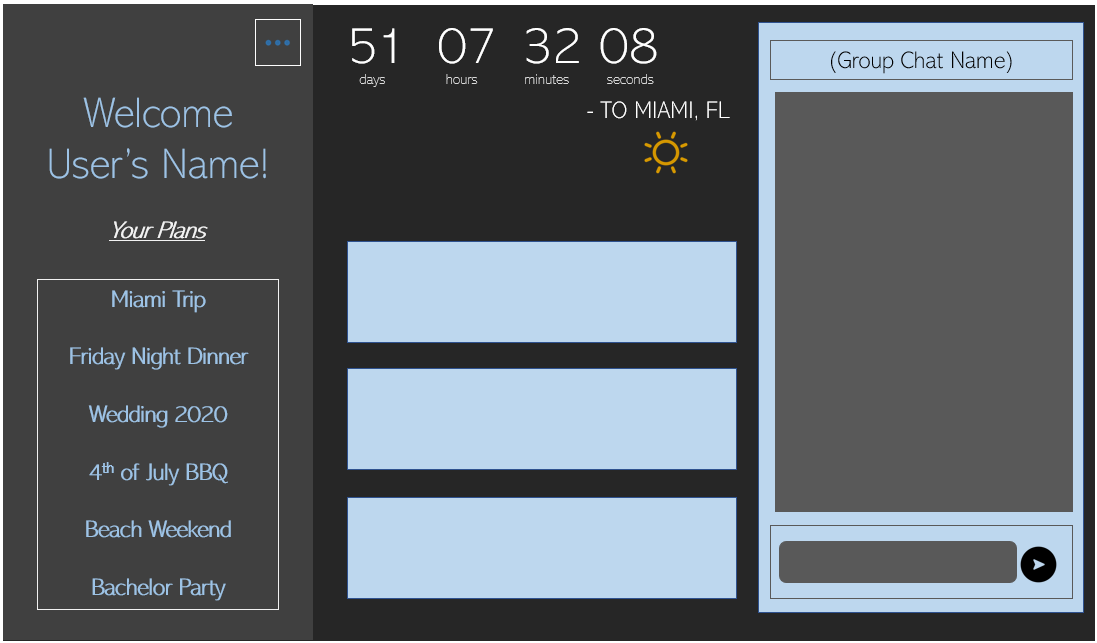 Welcome
User's Name!
Your Plans
Miami Trip
Friday Night Dinner
Wedding 2020
4th of July BBQ
Beach Weekend
Bachelor Party
51 07 32 08
days hours minutes seconds
- TO MIAMI, FL
(Group Chat Name)